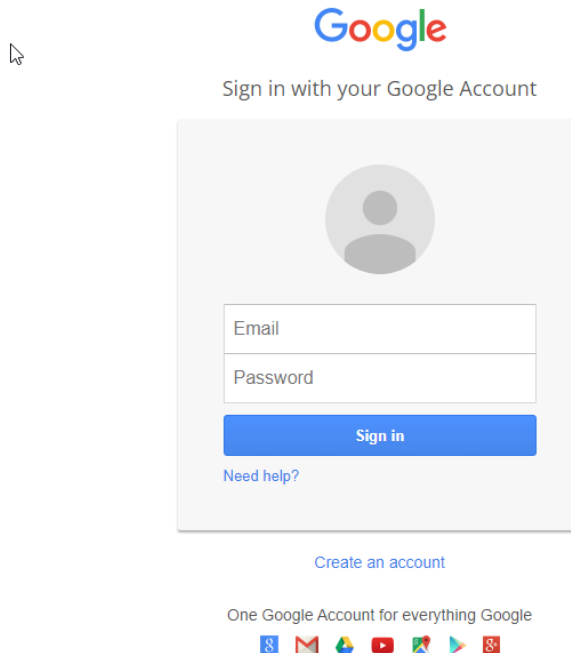 Google
Sign in with your Google Account
Email
Password
Sign in
Need help?
Create an account
One Google Account for everything Google